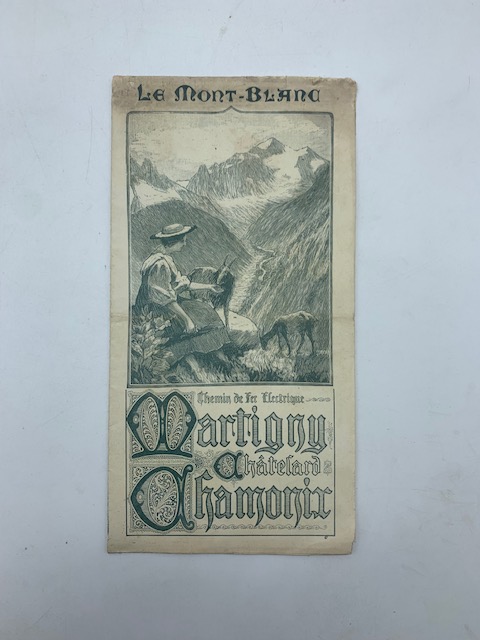 Le Mont-Blanc
Chemin de Fer Electrique
Martigny
Châtelard
Chamonix